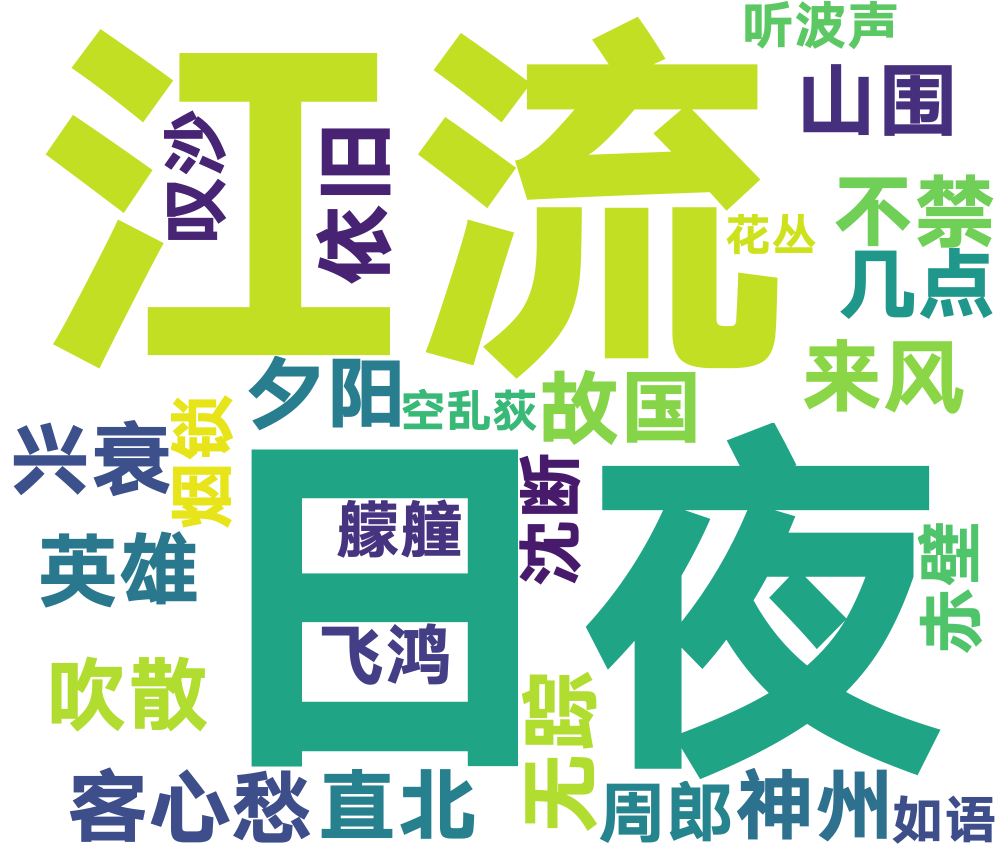 听波声
江流
山围
叹沙
依旧
不禁
花丛
几点
来风
夕阳
空乱荻
故国
烟锁
兴衰
日夜
沈断
艨艟
英雄
赤壁
飞鸿
吹散
无踪
客心愁
直北
周郎
神州
如语